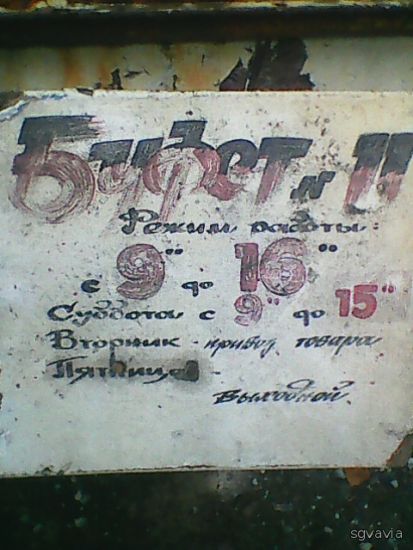 Буфет № 11
Режим работы:
с 9⁰⁰ до 16⁰⁰
Суббота с 9⁰⁰ до 15⁰⁰
Вторник - привоз товара
Пятница
Выходной.
sgvavia